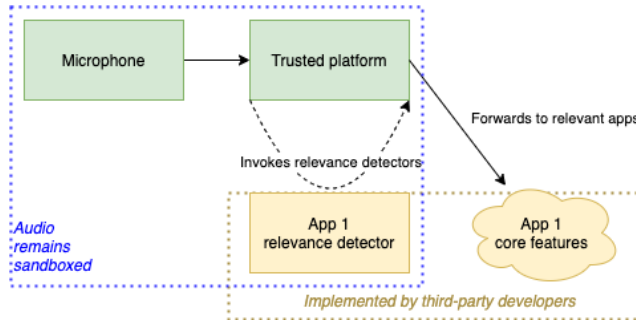 Microphone
Trusted platform
Forwards to relevant apps
Invokes relevance detectors
Audio
remains
sandboxed
App 1
relevance detector
App 1
core features
Implemented by third-party developers